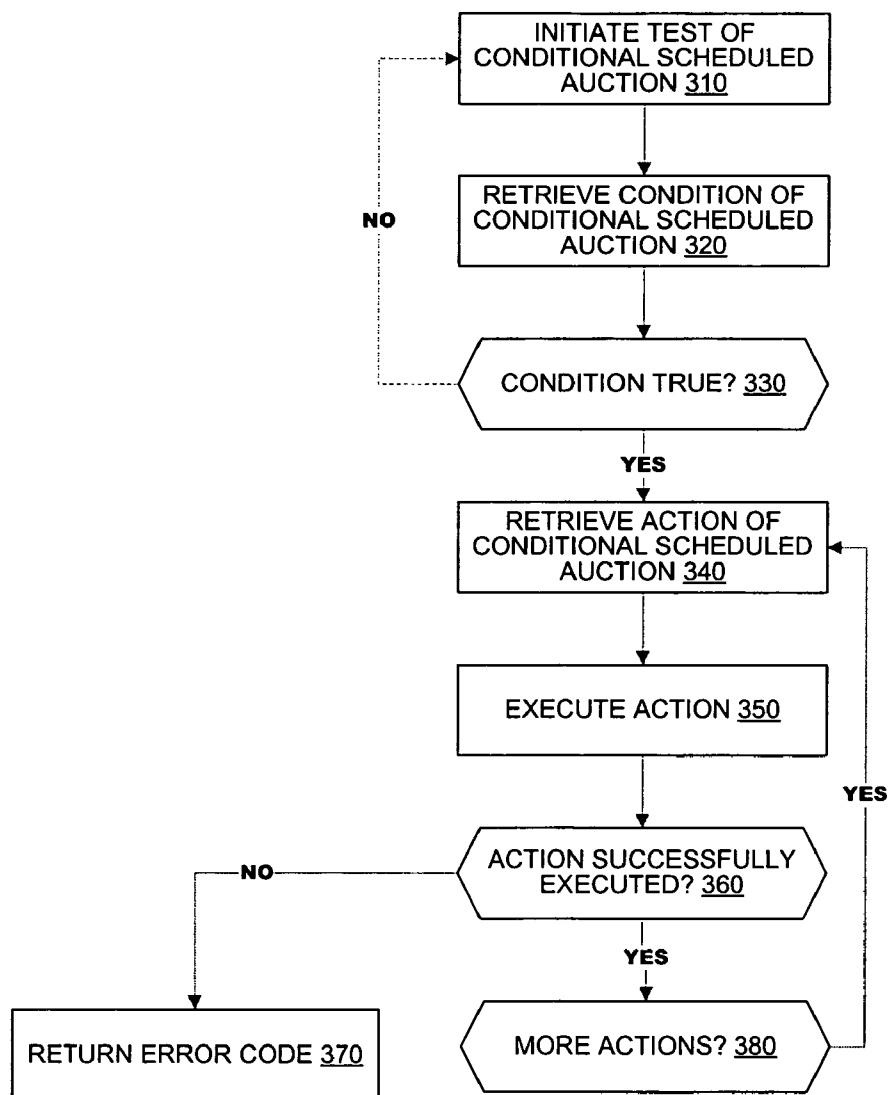 INITIATE TEST OF
CONDITIONAL SCHEDULED
AUCTION 310
RETRIEVE CONDITION OF
CONDITIONAL SCHEDULED
AUCTION 320
NO
CONDITION TRUE? 330
YES
RETRIEVE ACTION OF
CONDITIONAL SCHEDULED
AUCTION 340
EXECUTE ACTION 350
YES
ACTION SUCCESSFULLY
EXECUTED? 360
NO
YES
RETURN ERROR CODE 370
MORE ACTIONS? 380